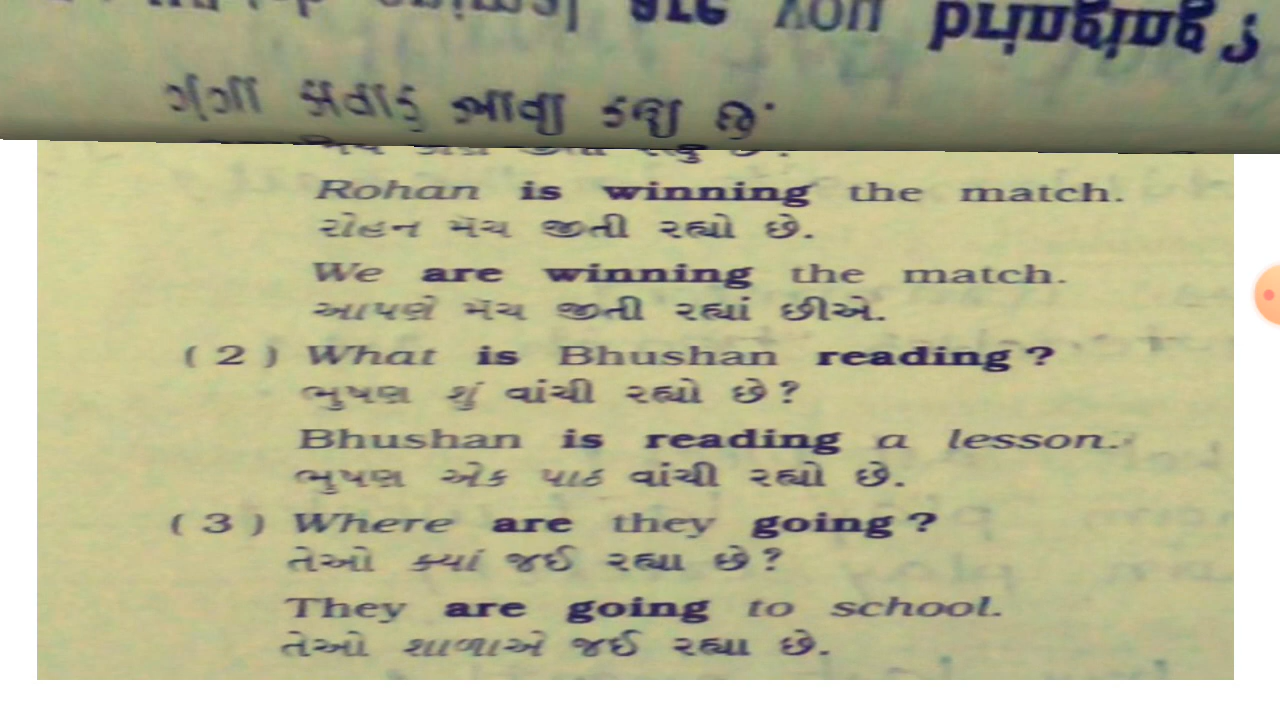 Rohan is winning the match.
રોહન મૅચ જીતી રહ્યો છે.
We are winning the match.
આપણે મૅચ જીતી રહ્યાં છીએ.
( 2 ) What is Bhushan reading ?
ભુષણ શું વાંચી રહ્યો છે ?
Bhushan is reading a lesson.
ભુષણ એક પાઠ વાંચી રહ્યો છે.
( 3 ) Where are they going ?
તેઓ ક્યાં જઈ રહ્યા છે ?
They are going to school.
તેઓ શાળાએ જઈ રહ્યા છે.